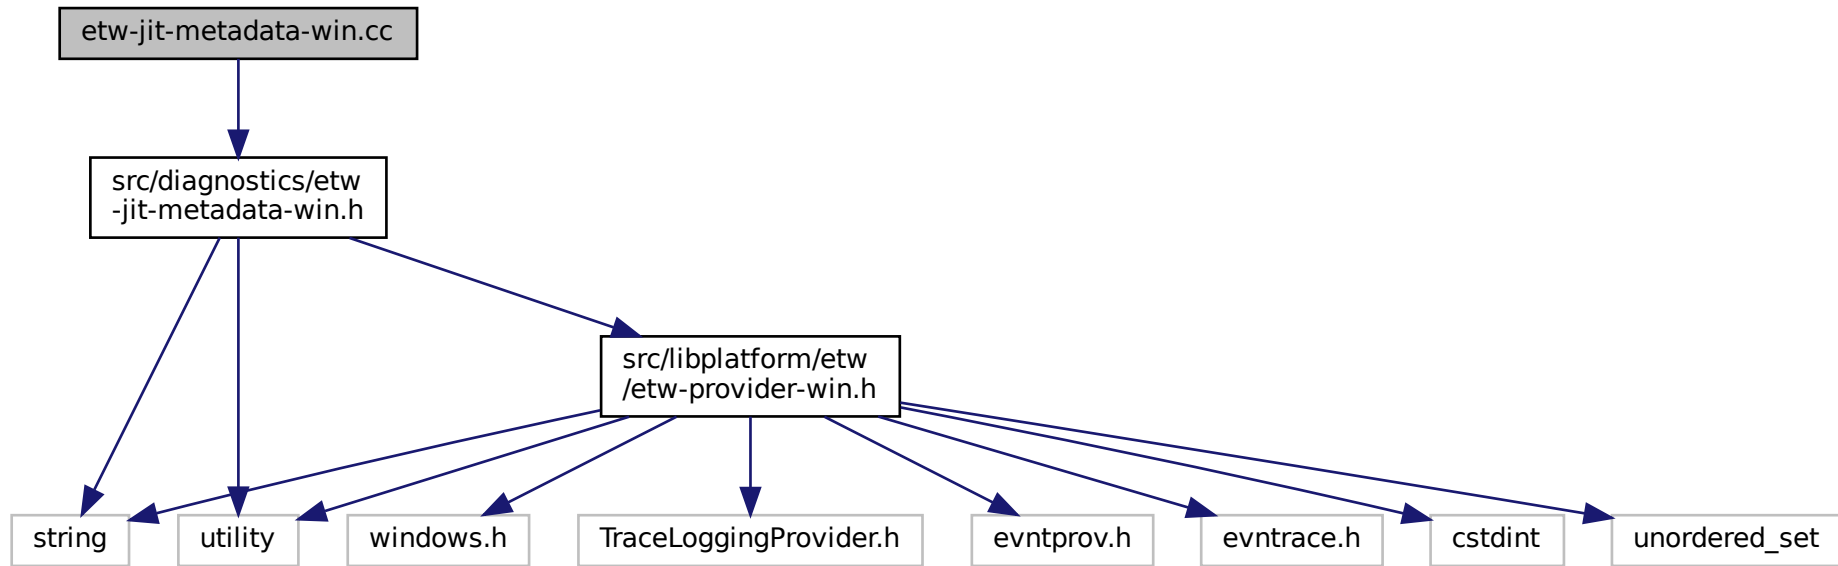 etw-jit-metadata-win.cc
src/diagnostics/etw
-jit-metadata-win.h
src/libplatform/etw
/etw-provider-win.h
string
utility
windows.h
TraceLoggingProvider.h
evntprov.h
evntrace.h
cstdint
unordered_set